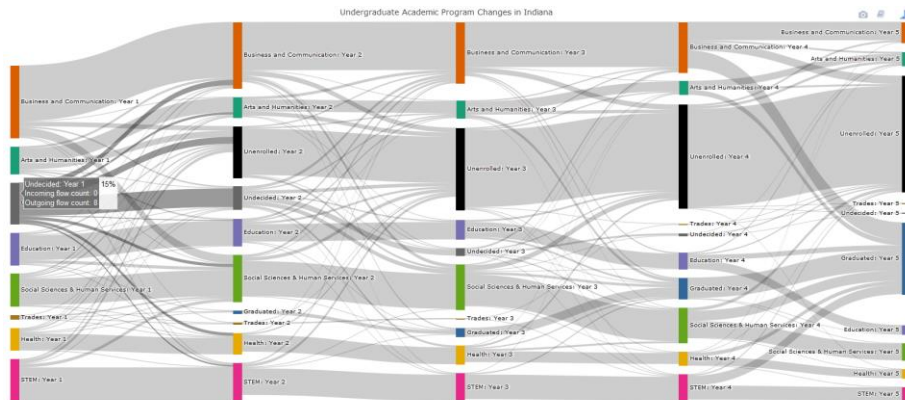 Undergraduate Academic Program Changes in Indiana
Business and Communication: Year 1
Arts and Humanities: Year 1
Undecided: Year 1
Incoming flow count: 0
Outgoing flow count: 8
15%
Education: Year 1
Social Sciences & Human Services: Year 1
Trades: Year 1
Health: Year 1
STEM: Year 1
Business and Communication: Year 2
Arts and Humanities: Year 2
Unenrolled: Year 2
Undecided: Year 2
Education: Year 2
Social Sciences & Human Services: Year 2
Graduated: Year 2
Trades: Year 2
Health: Year 2
STEM: Year 2
Business and Communication: Year 3
Arts and Humanities: Year 3
Unenrolled: Year 3
Education: Year 3
Undecided: Year 3
Social Sciences & Human Services: Year 3
Trades: Year 3
Graduated: Year 3
Health: Year 3
STEM: Year 3
Business and Communication: Year 4
Arts and Humanities: Year 4
Unenrolled: Year 4
Trades: Year 4
Undecided: Year 4
Education: Year 4
Graduated: Year 4
Social Sciences & Human Services: Year 4
Health: Year 4
STEM: Year 4
Business and Communication: Year 5
Arts and Humanities: Year 5
Unenrolled: Year 5
Trades: Year 5
Undecided: Year 5
Graduated: Year 5
Education: Year 5
Social Sciences & Human Services: Year 5
Health: Year 5
STEM: Year 5